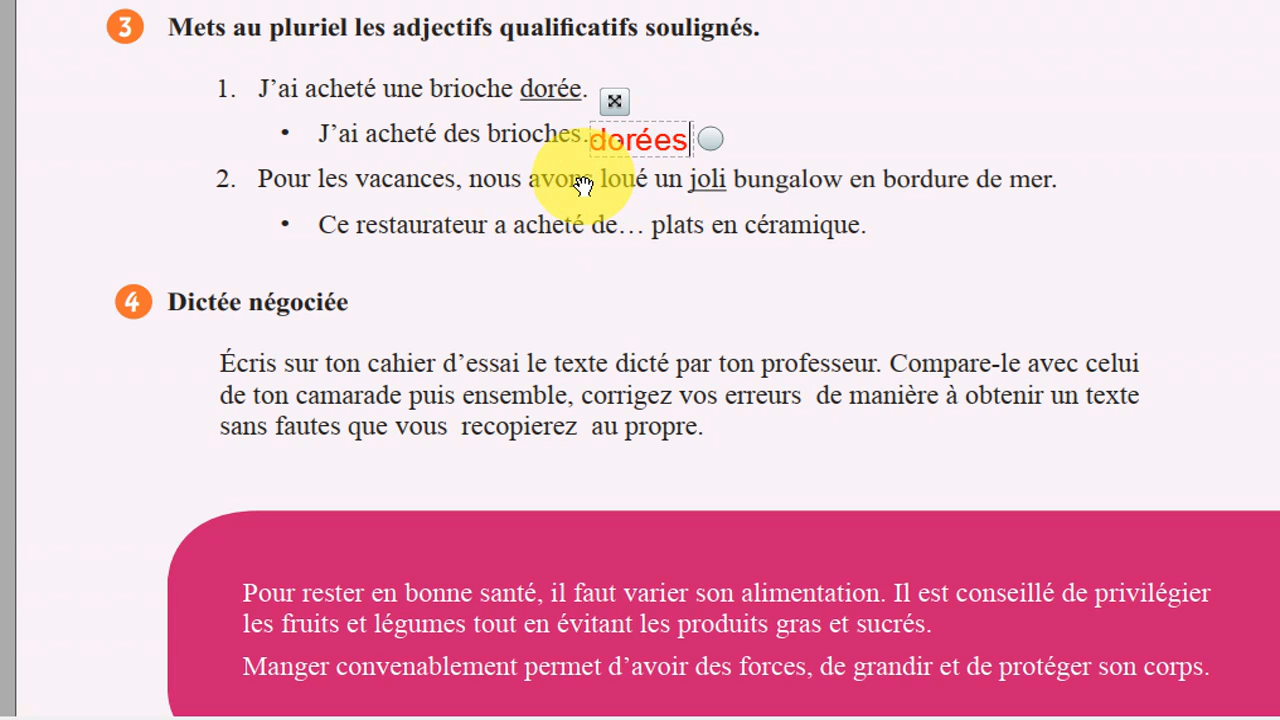 3 Mets au pluriel les adjectifs qualificatifs soulignés.
1. J'ai acheté une brioche dorée.
• J'ai acheté des brioches… dorées
2. Pour les vacances, nous avons loué un joli bungalow en bordure de mer.
• Ce restaurateur a acheté de… plats en céramique.
4 Dictée négociée
Écris sur ton cahier d'essai le texte dicté par ton professeur. Compare-le avec celui
de ton camarade puis ensemble, corrigez vos erreurs de manière à obtenir un texte
sans fautes que vous recopierez au propre.
Pour rester en bonne santé, il faut varier son alimentation. Il est conseillé de privilégier
les fruits et légumes tout en évitant les produits gras et sucrés.
Manger convenablement permet d'avoir des forces, de grandir et de protéger son corps.